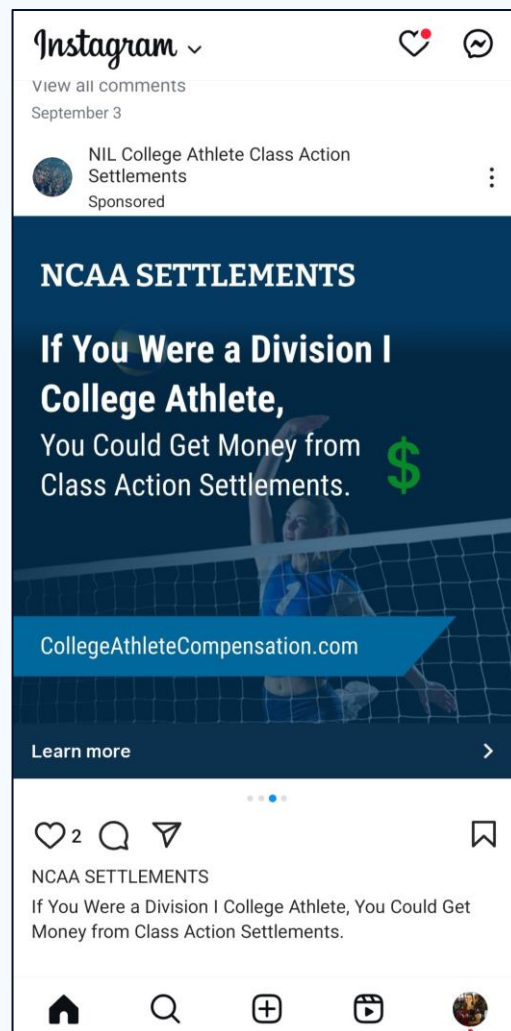 Instagram
View all comments
September 3
NIL College Athlete Class Action
Settlements
Sponsored
NCAA SETTLEMENTS
If You Were a Division I
College Athlete,
You Could Get Money from
Class Action Settlements.
$
1
CollegeAthleteCompensation.com
Learn more
2
NCAA SETTLEMENTS
If You Were a Division I College Athlete, You Could Get
Money from Class Action Settlements.